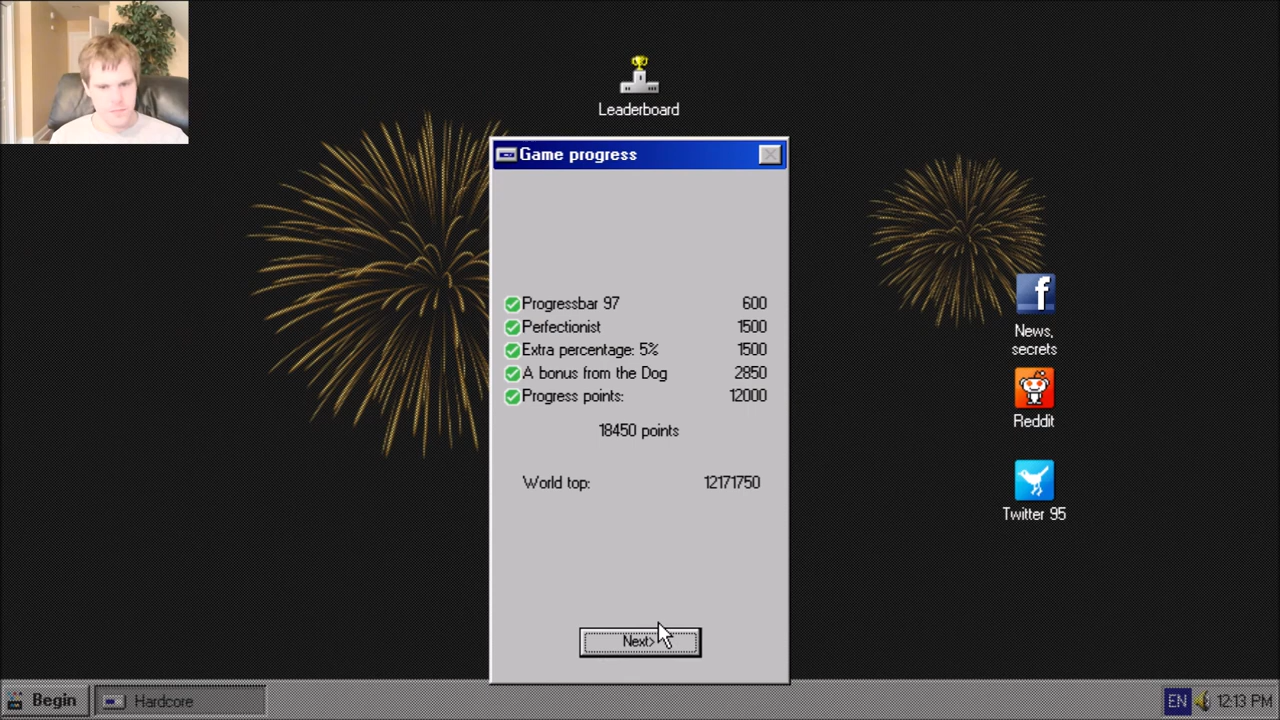 Leaderboard
Game progress
Progressbar 97 600
Perfectionist 1500
Extra percentage: 5% 1500
A bonus from the Dog 2850
Progress points: 12000
18450 points
World top: 12171750
Next>
News,
secrets
Reddit
Twitter 95
Begin Hardcore EN 12:13 PM